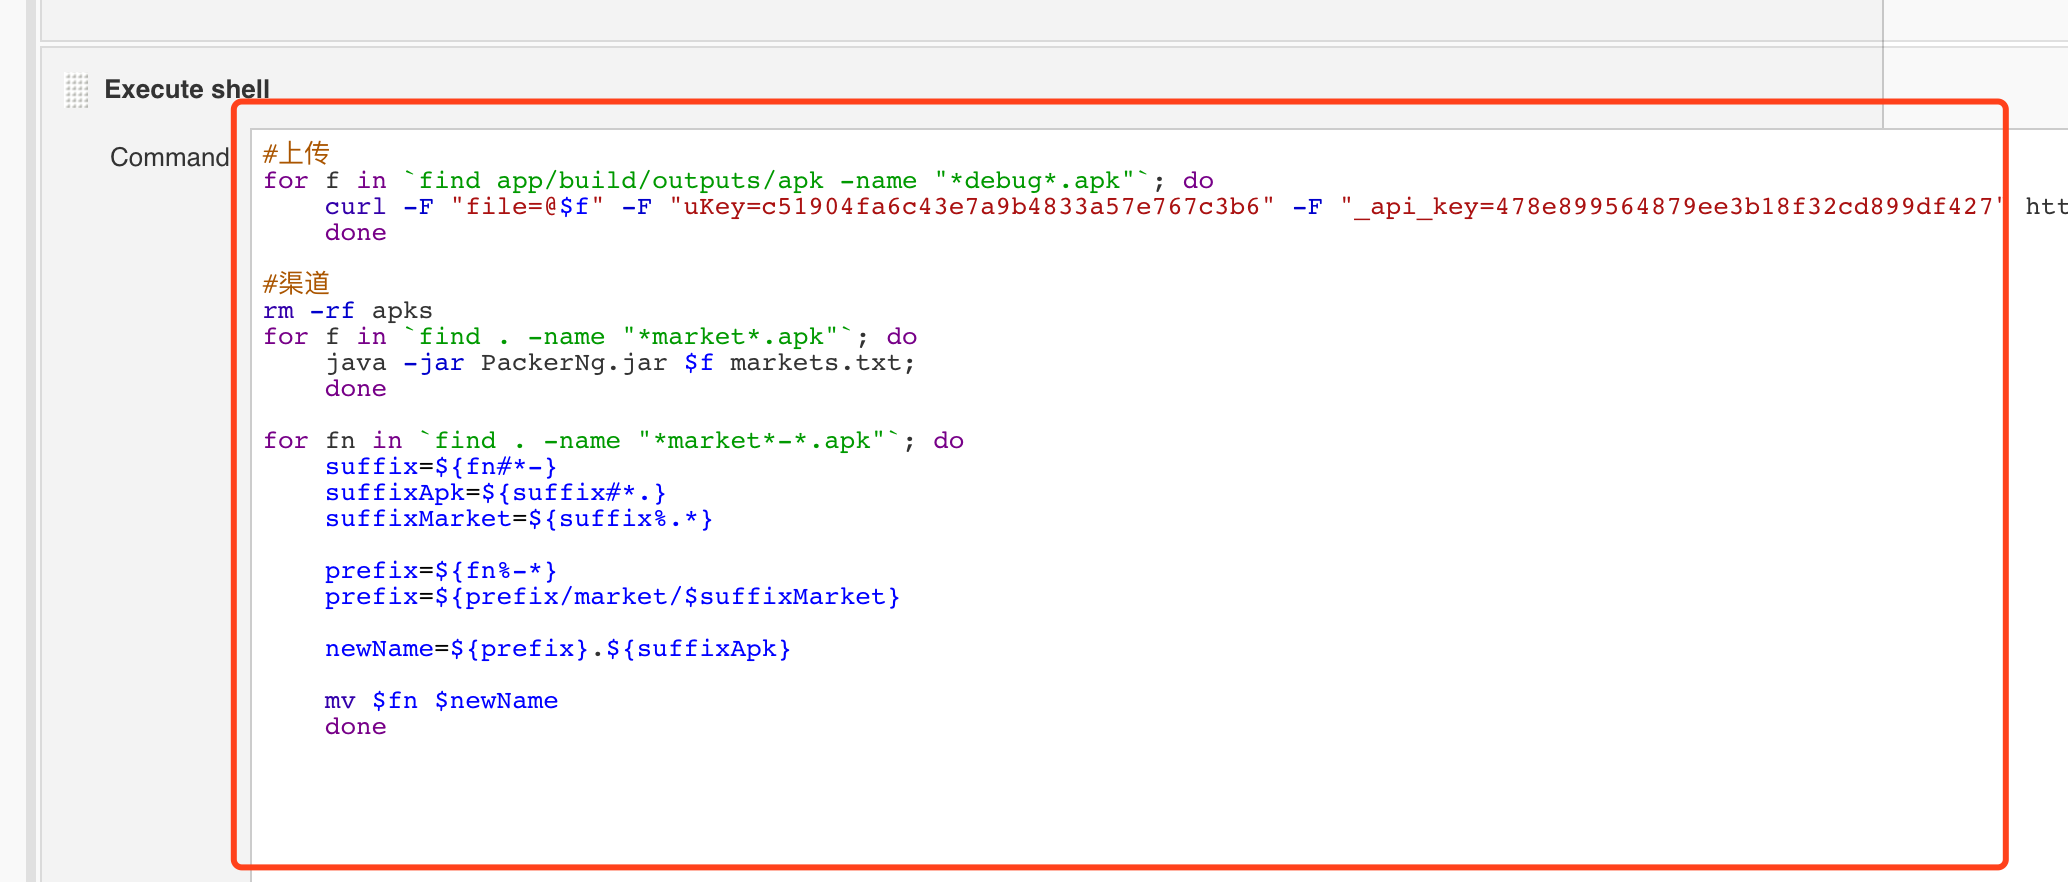 Execute shell
Command
#上传
for f in `find app/build/outputs/apk -name "*debug*.apk"`; do
    curl -F "file=@$f" -F "uKey=c51904fa6c43e7a9b4833a57e767c3b6" -F "_api_key=478e899564879ee3b18f32cd899df427" htt
    done
#渠道
rm -rf apks
for f in `find . -name "*market*.apk"`; do
    java -jar PackerNg.jar $f markets.txt;
    done
for fn in `find . -name "*market*-*.apk"`; do
    suffix=${fn#*-}
    suffixApk=${suffix#*.}
    suffixMarket=${suffix%.*}
    prefix=${fn%-*}
    prefix=${prefix/market/$suffixMarket}
    newName=${prefix}.${suffixApk}
    mv $fn $newName
    done